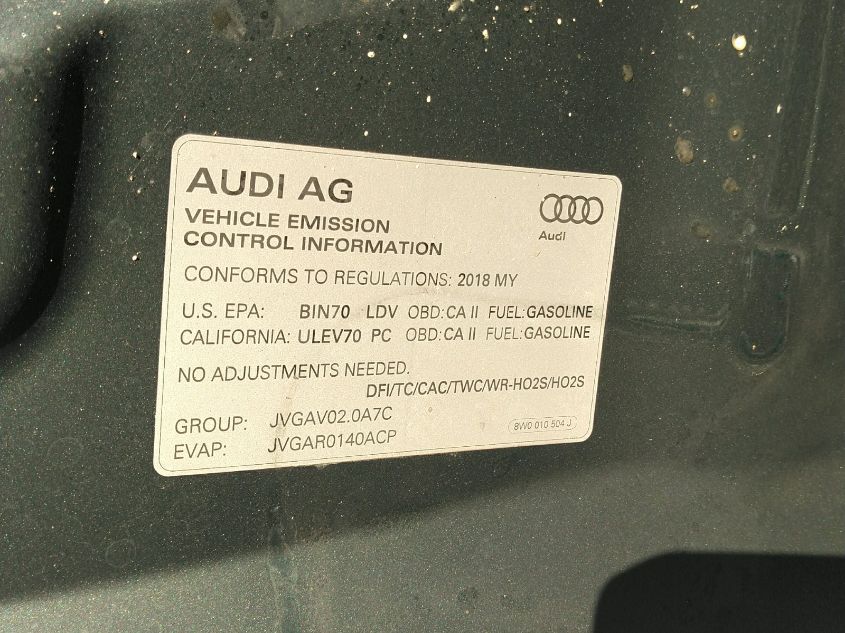 AUDI AG
Audi
VEHICLE EMISSION
CONTROL INFORMATION
CONFORMS TO REGULATIONS: 2018 MY
U.S. EPA: BIN70 LDV OBD:CA II FUEL:GASOLINE
CALIFORNIA: ULEV70 PC OBD:CA II FUEL:GASOLINE
NO ADJUSTMENTS NEEDED.
DFI/TC/CAC/TWC/WR-HO2S/HO2S
GROUP: JVGAV02.0A7C
EVAP: JVGAR0140ACP
8W0 010 504 J